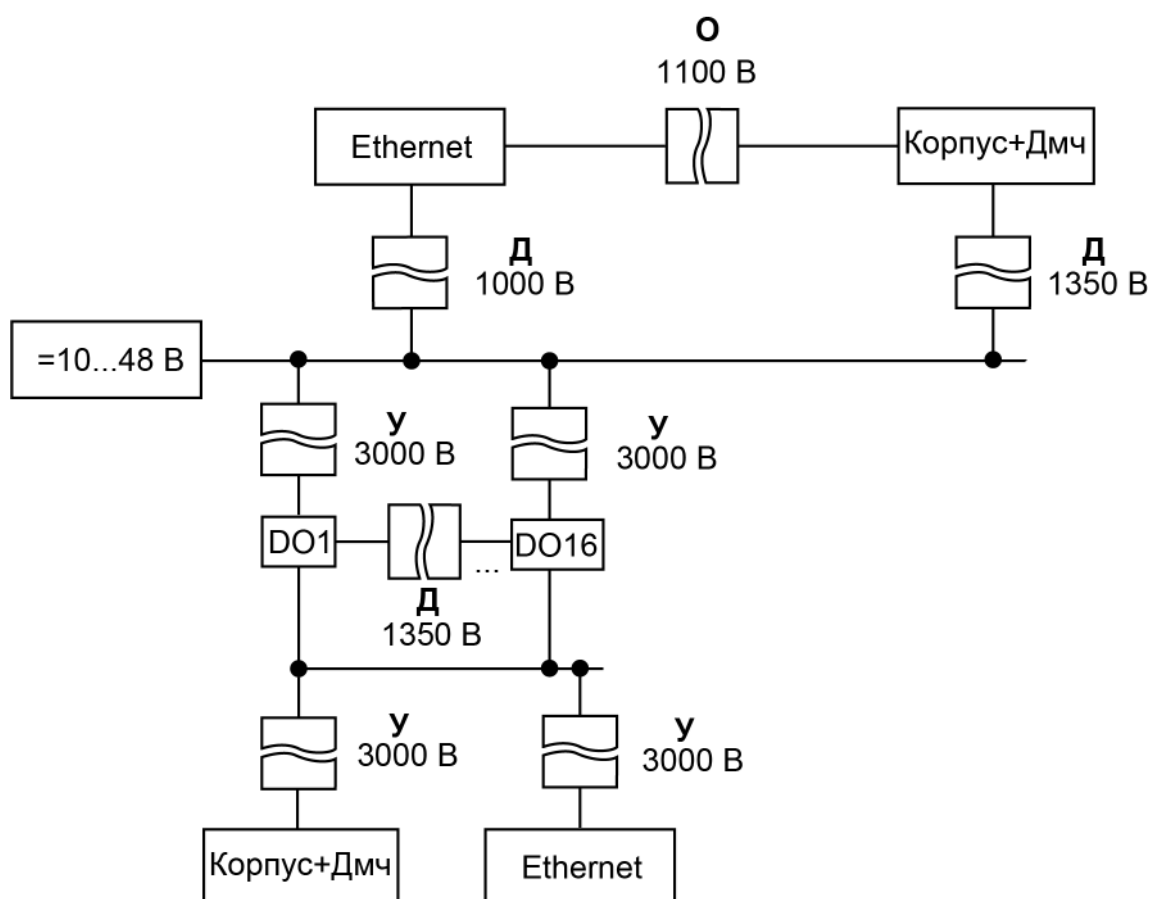 О
1100 В
Ethernet
Корпус+Дмч
Д
1000 В
Д
1350 В
=10...48 В
У
3000 В
У
3000 В
DO1
...
DO16
Д
1350 В
У
3000 В
У
3000 В
Корпус+Дмч
Ethernet